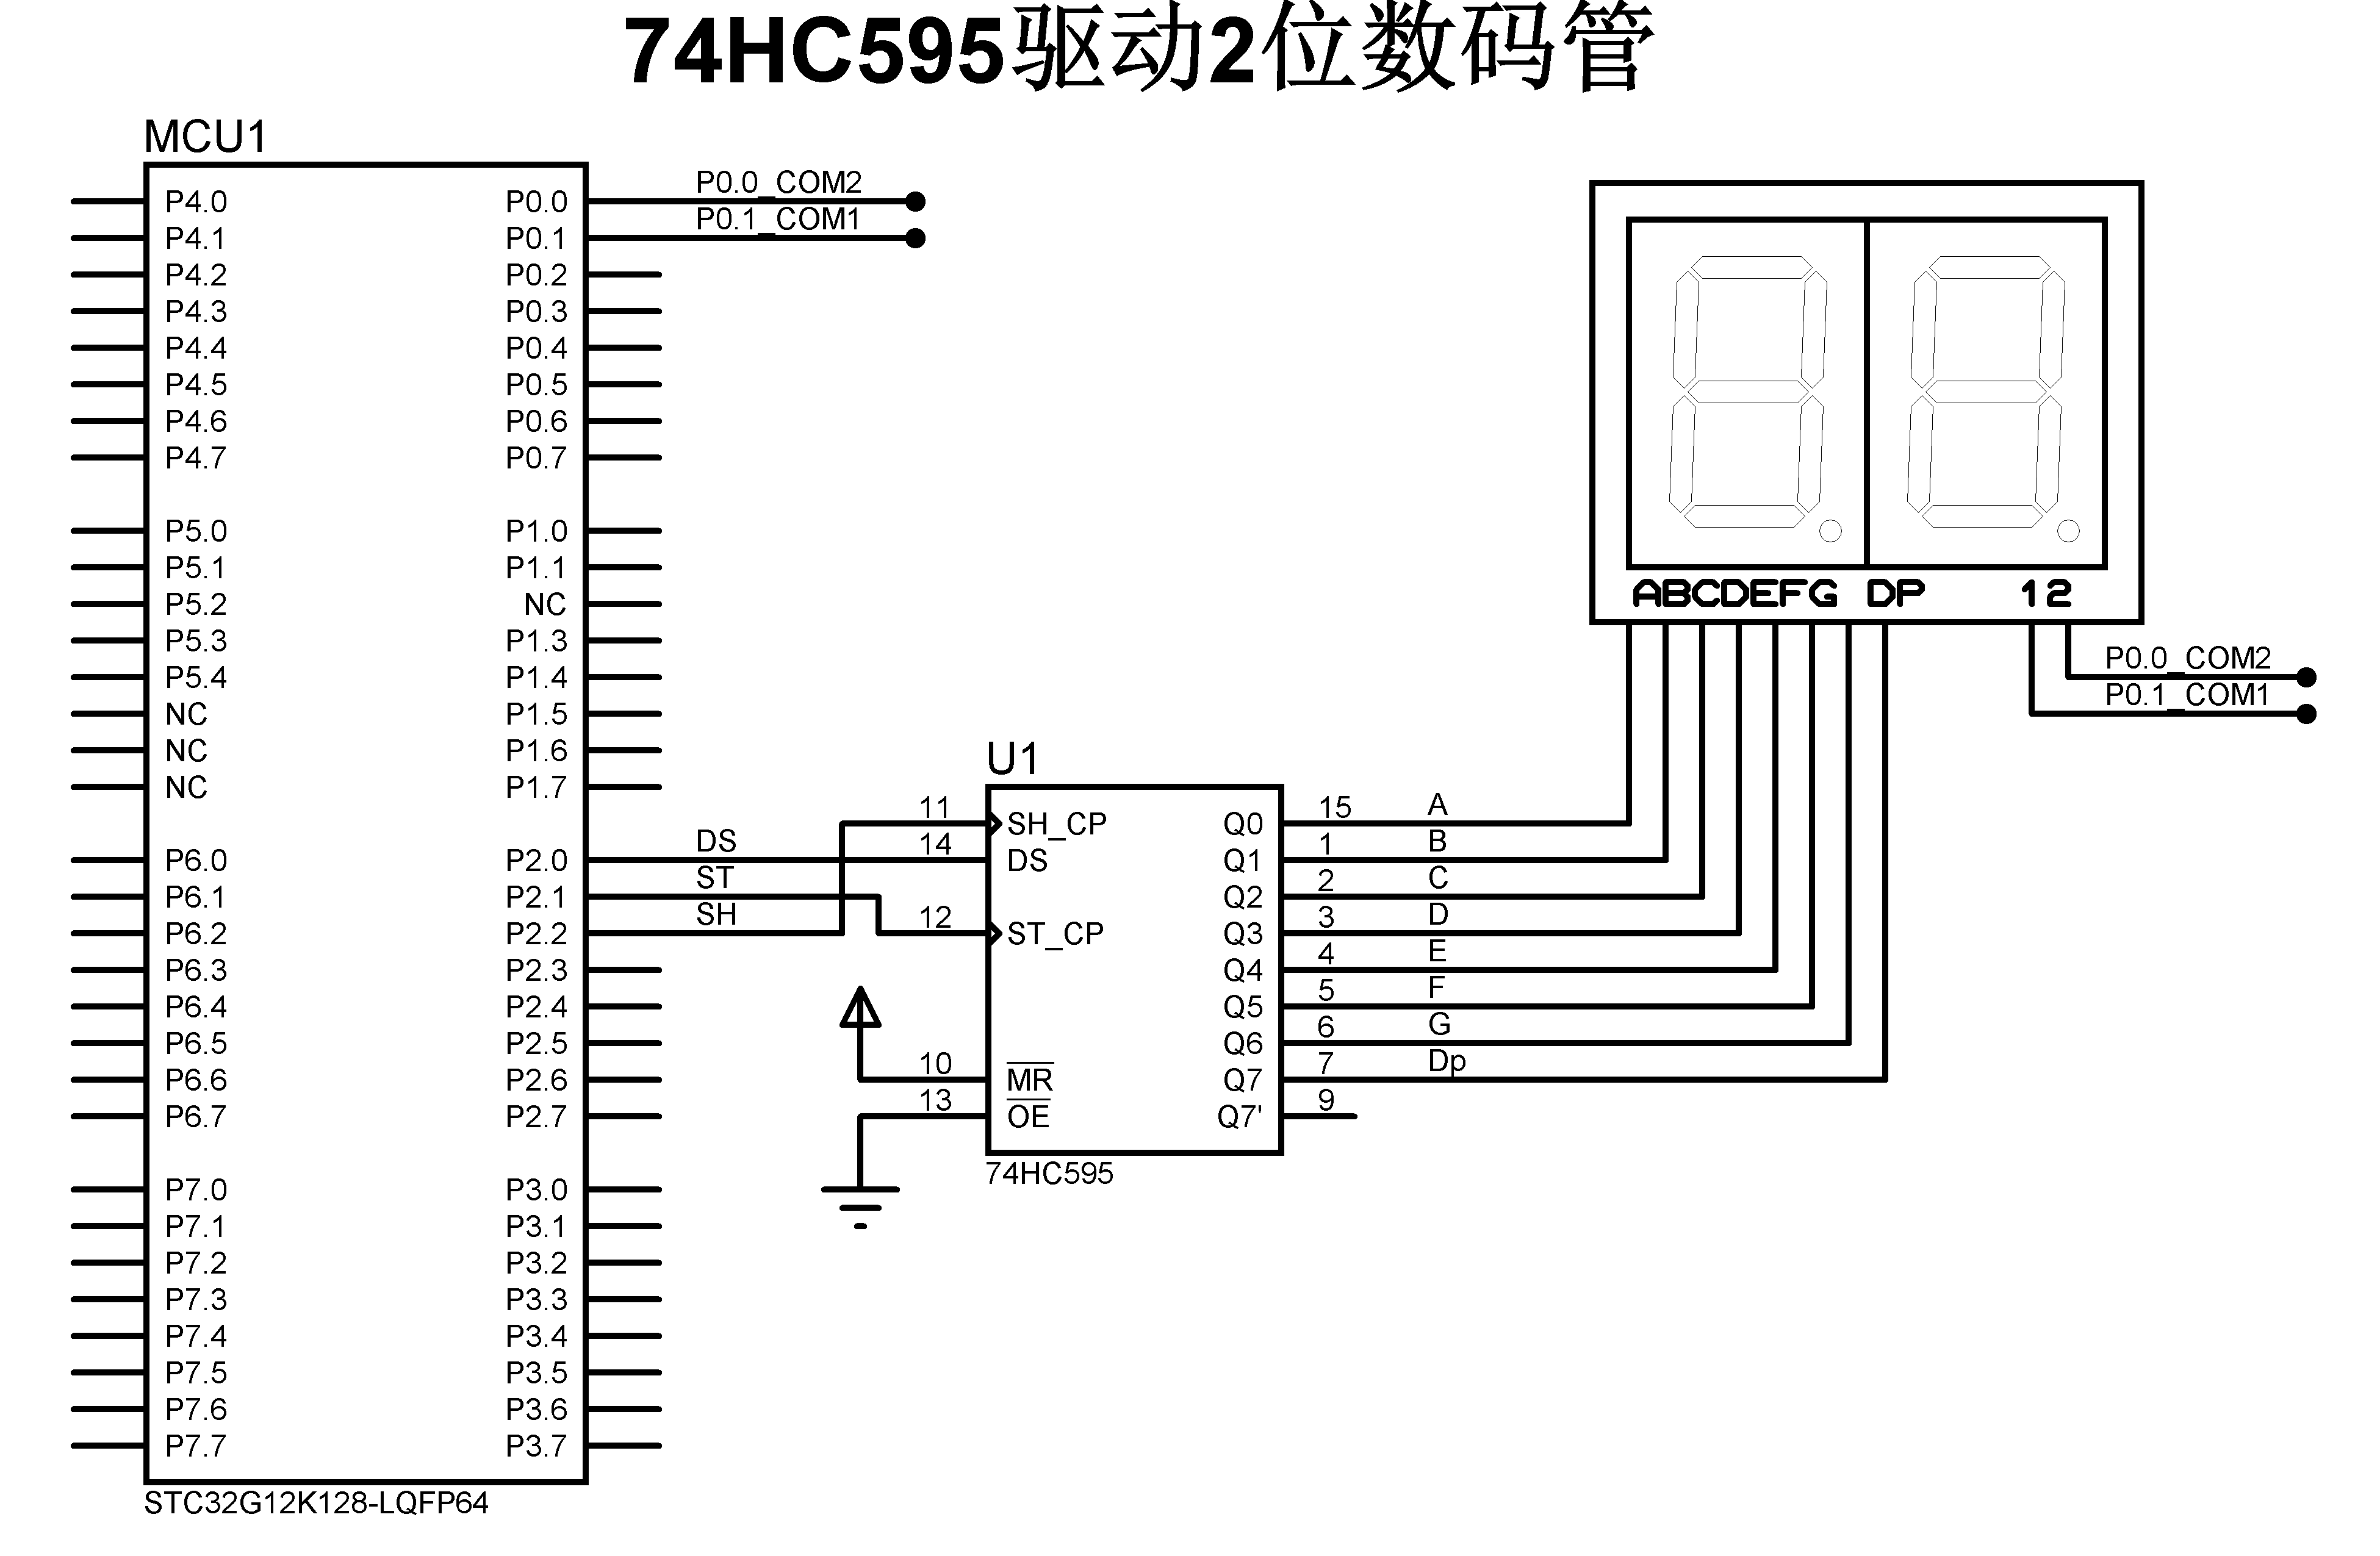 74HC595驱动2位数码管
MCU1
P4.0 P0.0 P0.0_COM2
P4.1 P0.1 P0.1_COM1
P4.2 P0.2
P4.3 P0.3
P4.4 P0.4
P4.5 P0.5
P4.6 P0.6
P4.7 P0.7
P5.0 P1.0
P5.1 P1.1
P5.2 NC
P5.3 P1.3
P5.4 P1.4
NC P1.5
NC P1.6
NC P1.7
P6.0 P2.0 DS
P6.1 P2.1 ST
P6.2 P2.2 SH
P6.3 P2.3
P6.4 P2.4
P6.5 P2.5
P6.6 P2.6
P6.7 P2.7
P7.0 P3.0
P7.1 P3.1
P7.2 P3.2
P7.3 P3.3
P7.4 P3.4
P7.5 P3.5
P7.6 P3.6
P7.7 P3.7
STC32G12K128-LQFP64
U1
11 SH_CP Q0 15 A
14 DS Q1 1 B
Q2 2 C
12 ST_CP Q3 3 D
Q4 4 E
Q5 5 F
Q6 6 G
10 MR Q7 7 Dp
13 OE Q7' 9
74HC595
ABCDEFG DP 12
P0.0_COM2
P0.1_COM1